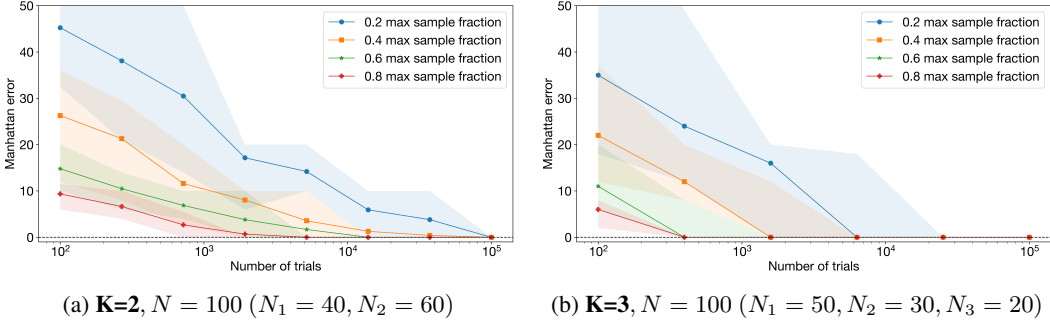 50
40
30
20
10
0
Manhattan error
10²
10³
10⁴
10⁵
Number of trials
0.2 max sample fraction
0.4 max sample fraction
0.6 max sample fraction
0.8 max sample fraction
(a) K=2, N = 100 (N₁ = 40, N₂ = 60)
50
40
30
20
10
0
Manhattan error
10²
10³
10⁴
10⁵
Number of trials
0.2 max sample fraction
0.4 max sample fraction
0.6 max sample fraction
0.8 max sample fraction
(b) K=3, N = 100 (N₁ = 50, N₂ = 30, N₃ = 20)